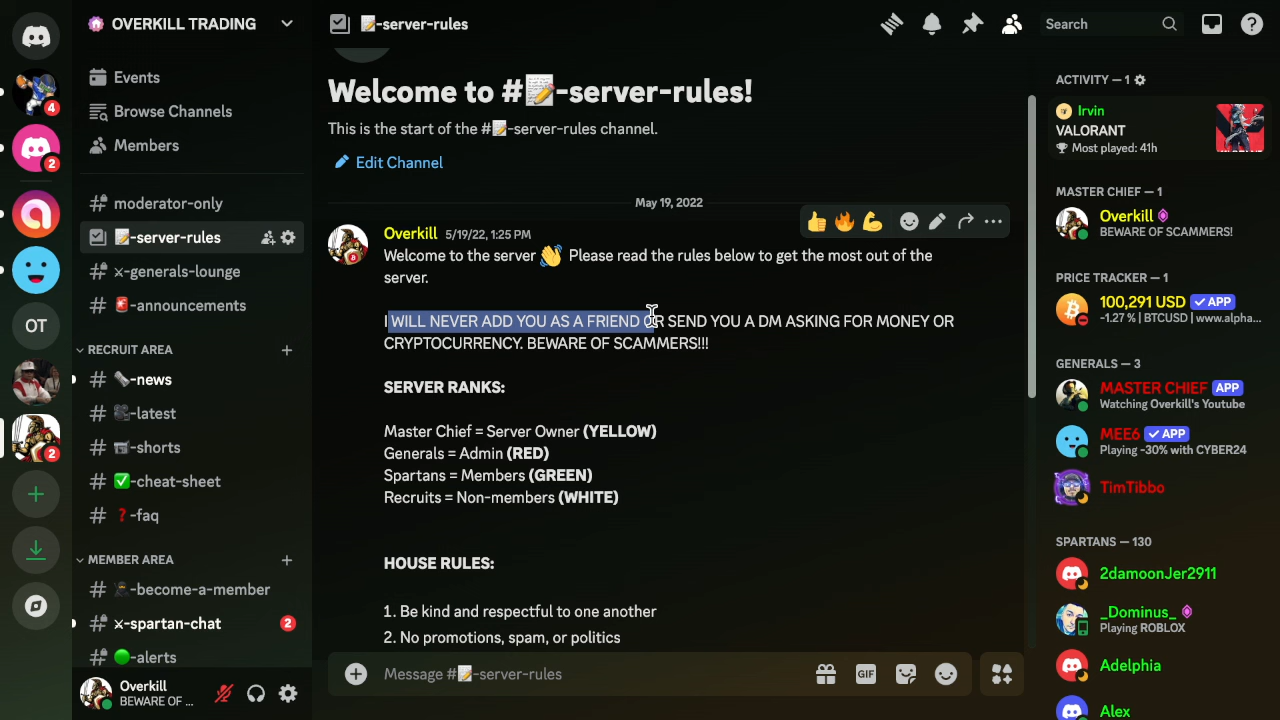 OVERKILL TRADING
Events
Browse Channels
Members
moderator-only
-server-rules
-generals-lounge
-announcements
OT
RECRUIT AREA
-news
-latest
-shorts
-cheat-sheet
-faq
MEMBER AREA
-become-a-member
-spartan-chat
2
-alerts
4
2
2
Overkill
BEWARE OF ...
-server-rules
Search
Welcome to #📝-server-rules!
This is the start of the #📝-server-rules channel.
Edit Channel
May 19, 2022
Overkill 5/19/22, 1:25 PM
Welcome to the server 👋 Please read the rules below to get the most out of the
server.
I WILL NEVER ADD YOU AS A FRIEND OR SEND YOU A DM ASKING FOR MONEY OR
CRYPTOCURRENCY. BEWARE OF SCAMMERS!!!
SERVER RANKS:
Master Chief = Server Owner (YELLOW)
Generals = Admin (RED)
Spartans = Members (GREEN)
Recruits = Non-members (WHITE)
HOUSE RULES:
1. Be kind and respectful to one another
2. No promotions, spam, or politics
Message #📝-server-rules
GIF
ACTIVITY — 1
Irvin
VALORANT
Most played: 41h
MASTER CHIEF — 1
Overkill
BEWARE OF SCAMMERS!
PRICE TRACKER — 1
100,291 USD ✓ APP
-1.27 % | BTCUSD | www.alpha...
GENERALS — 3
MASTER CHIEF APP
Watching Overkill's Youtube
MEE6 ✓ APP
Playing -30% with CYBER24
TimTibbo
SPARTANS — 130
2damoonJer2911
_Dominus_
Playing ROBLOX
Adelphia
Alex